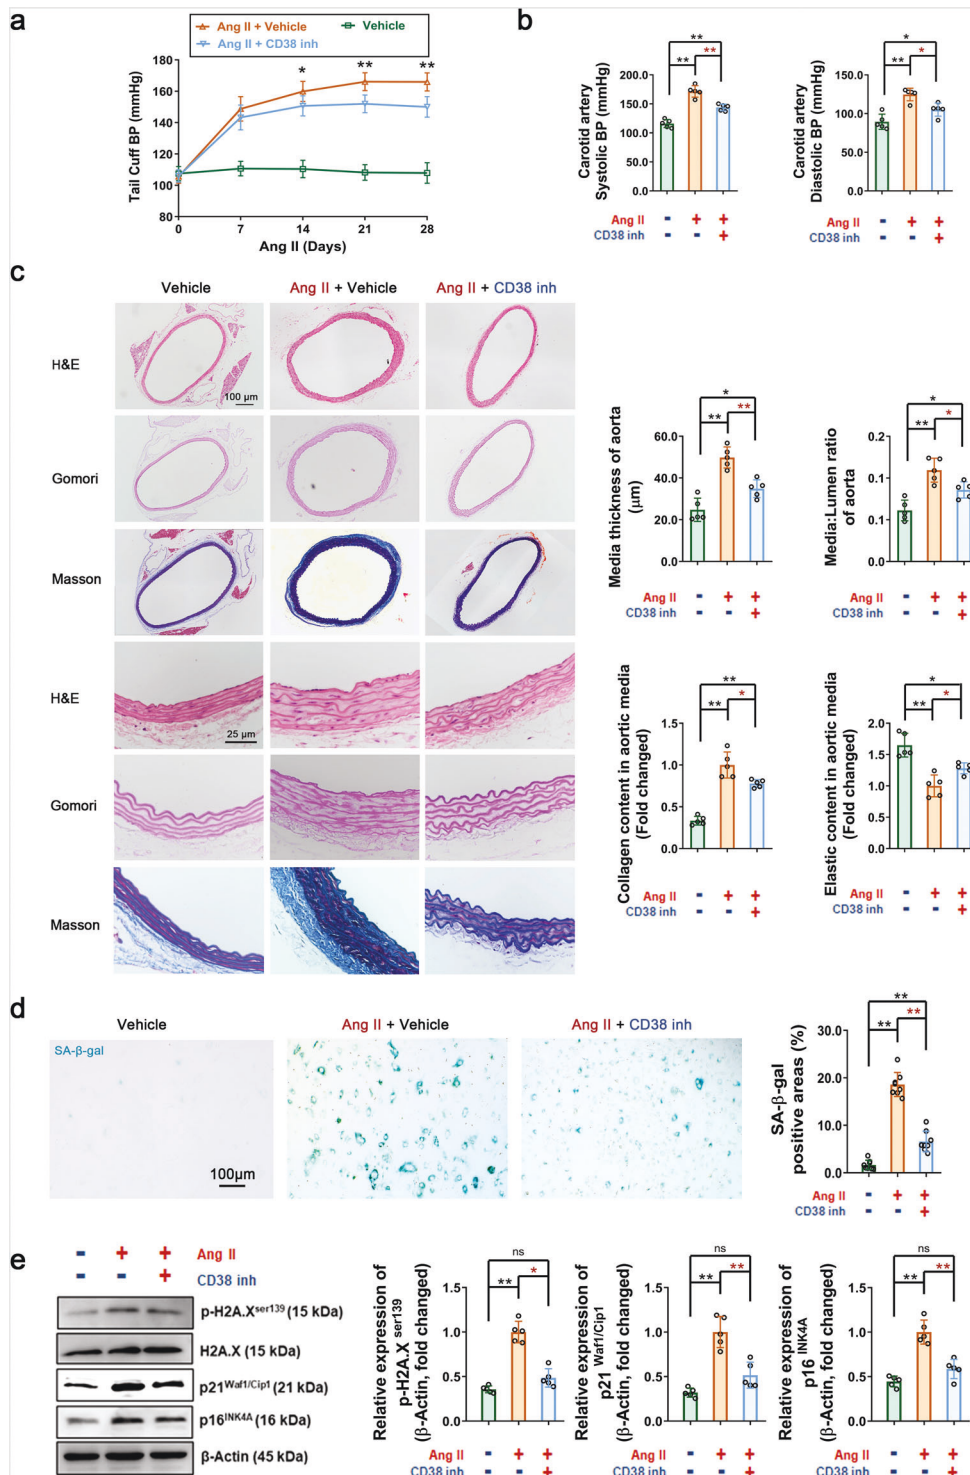 a
Ang II + Vehicle
Vehicle
Ang II + CD38 inh
Tail Cuff BP (mmHg)
200
180
160
140
120
100
80
* ** **
0 7 14 21 28
Ang II (Days)
b
Carotid artery
Systolic BP (mmHg)
200.0
150.0
100.0
50.0
0.0
**
** **
Ang II - + +
CD38 inh - - +
Carotid artery
Diastolic BP (mmHg)
150.0
100.0
50.0
0.0
*
** *
Ang II - + +
CD38 inh - - +
c
Vehicle
Ang II + Vehicle
Ang II + CD38 inh
H&E
100 μm
Gomori
Masson
H&E
25 μm
Gomori
Masson
Media thickness of aorta
(μm)
60.0
40.0
20.0
0.0
*
** **
Ang II - + +
CD38 inh - - +
Media:Lumen ratio
of aorta
0.2
0.1
0.1
0.0
*
** *
Ang II - + +
CD38 inh - - +
Collagen content in aortic media
(Fold changed)
1.5
1.0
0.5
0.0
**
** *
Ang II - + +
CD38 inh - - +
Elastic content in aortic media
(Fold changed)
2.0
1.5
1.0
0.5
0.0
*
** *
Ang II - + +
CD38 inh - - +
d
Vehicle
Ang II + Vehicle
Ang II + CD38 inh
SA-β-gal
100μm
SA-β-gal
positive areas (%)
30.0
20.0
10.0
0.0
**
** **
Ang II - + +
CD38 inh - - +
e
- + + Ang II
- - + CD38 inh
p-H2A.Xser139 (15 kDa)
H2A.X (15 kDa)
p21Waf1/Cip1 (21 kDa)
p16INK4A (16 kDa)
β-Actin (45 kDa)
Relative expression of
p-H2A.X ser139
(β-Actin, fold changed)
1.5
1.0
0.5
0.0
ns
** *
Ang II - + +
CD38 inh - - +
Relative expression of
p21 Waf1/Cip1
(β-Actin, fold changed)
1.5
1.0
0.5
0.0
ns
** **
Ang II - + +
CD38 inh - - +
Relative expression of
p16 INK4A
(β-Actin, fold changed)
1.5
1.0
0.5
0.0
ns
** **
Ang II - + +
CD38 inh - - +